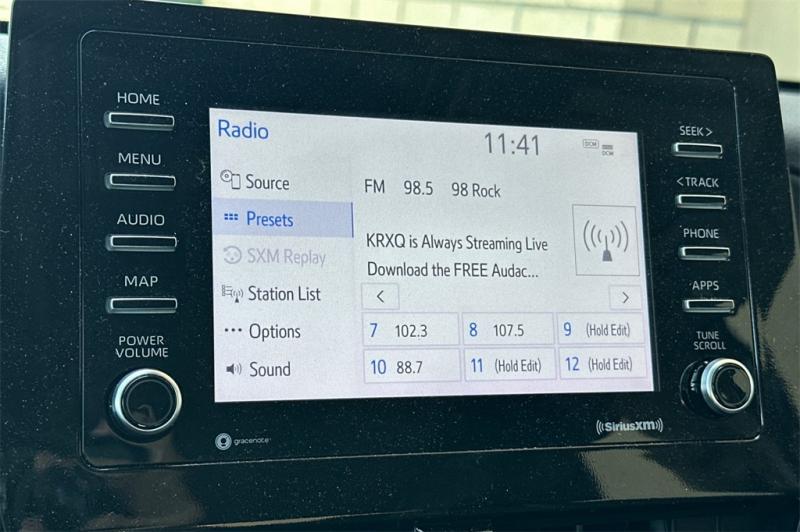 HOME
MENU
AUDIO
MAP
POWER
VOLUME
Radio
11:41
DCM
DCM
Source
Presets
SXM Replay
Station List
Options
Sound
FM 98.5 98 Rock
KRXQ is Always Streaming Live
Download the FREE Audac...
<
>
7 102.3
8 107.5
9 (Hold Edit)
10 88.7
11 (Hold Edit)
12 (Hold Edit)
SEEK >
< TRACK
PHONE
APPS
TUNE
SCROLL
gracenote
((SiriusXM))